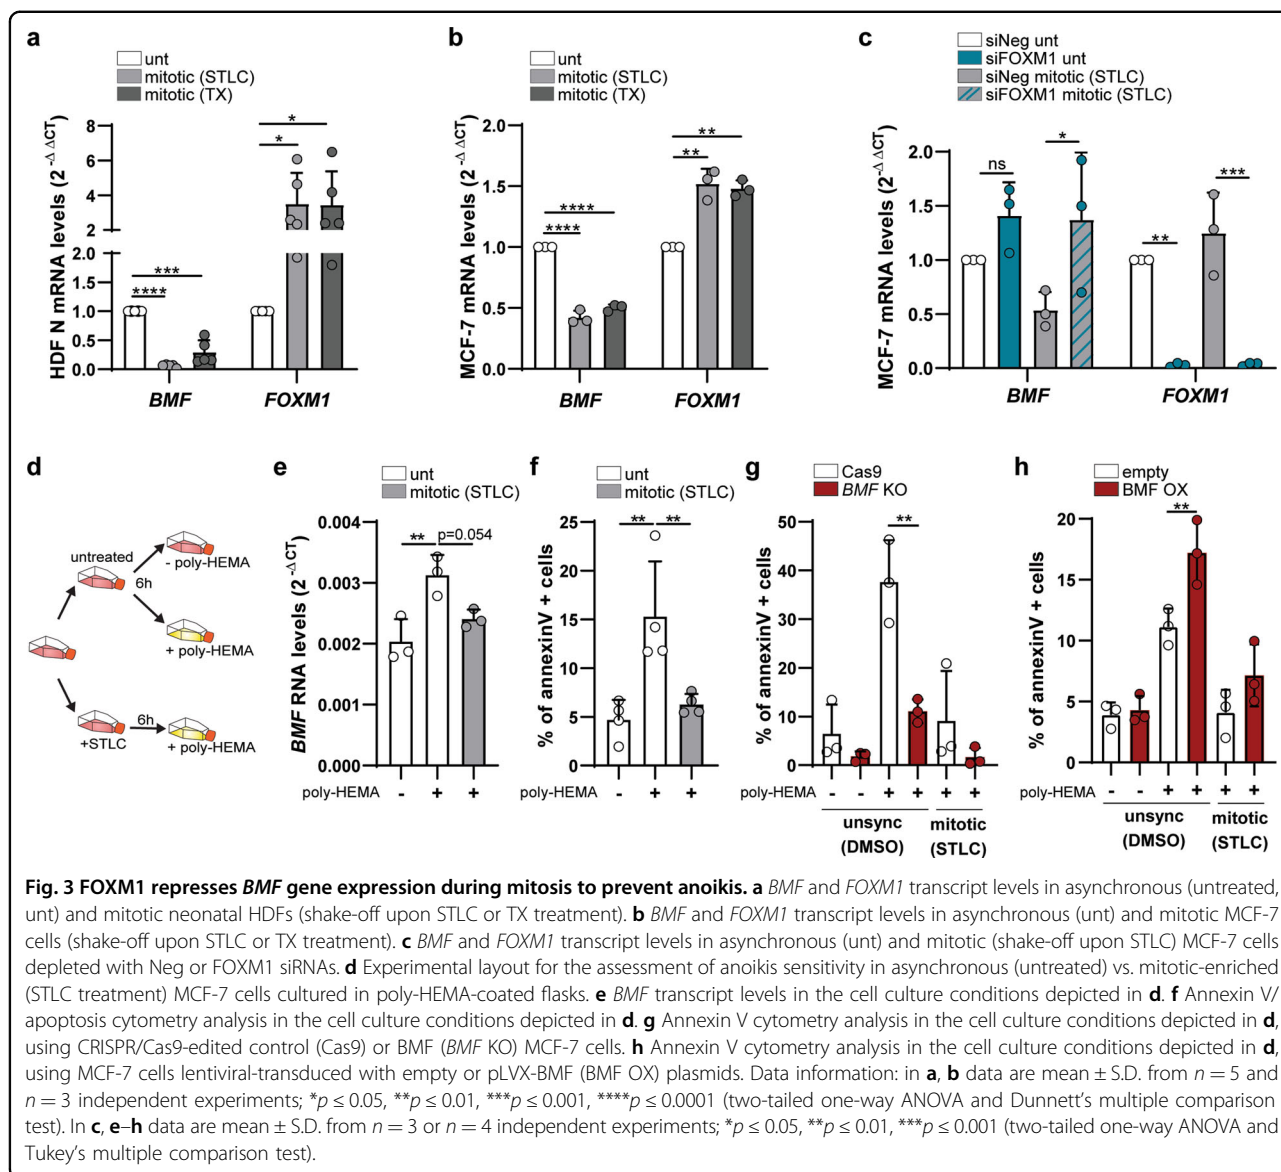 a
unt
mitotic (STLC)
mitotic (TX)
HDF N mRNA levels (2^-Δ ΔCT)
8
6
4
2
2.0
1.5
1.0
0.5
0.0
****
***
*
*
BMF
FOXM1
b
unt
mitotic (STLC)
mitotic (TX)
MCF-7 mRNA levels (2^-Δ ΔCT)
2.0
1.5
1.0
0.5
0.0
****
****
**
**
BMF
FOXM1
c
siNeg unt
siFOXM1 unt
siNeg mitotic (STLC)
siFOXM1 mitotic (STLC)
MCF-7 mRNA levels (2^-Δ ΔCT)
2.0
1.5
1.0
0.5
0.0
ns
*
**
***
BMF
FOXM1
d
untreated
6h
- poly-HEMA
+ poly-HEMA
+STLC
6h
+ poly-HEMA
e
unt
mitotic (STLC)
BMF RNA levels (2^-ΔCT)
0.004
0.003
0.002
0.001
0.000
**
p=0.054
poly-HEMA - + +
f
unt
mitotic (STLC)
% of annexinV + cells
25
20
15
10
5
0
**
**
poly-HEMA - + +
g
Cas9
BMF KO
% of annexinV + cells
50
40
30
20
10
0
**
poly-HEMA - - + + + +
unsync (DMSO)
mitotic (STLC)
h
empty
BMF OX
% of annexinV + cells
20
15
10
5
0
**
poly-HEMA - - + + + +
unsync (DMSO)
mitotic (STLC)
Fig. 3 FOXM1 represses BMF gene expression during mitosis to prevent anoikis. a BMF and FOXM1 transcript levels in asynchronous (untreated,
unt) and mitotic neonatal HDFs (shake-off upon STLC or TX treatment). b BMF and FOXM1 transcript levels in asynchronous (unt) and mitotic MCF-7
cells (shake-off upon STLC or TX treatment). c BMF and FOXM1 transcript levels in asynchronous (unt) and mitotic (shake-off upon STLC) MCF-7 cells
depleted with Neg or FOXM1 siRNAs. d Experimental layout for the assessment of anoikis sensitivity in asynchronous (untreated) vs. mitotic-enriched
(STLC treatment) MCF-7 cells cultured in poly-HEMA-coated flasks. e BMF transcript levels in the cell culture conditions depicted in d. f Annexin V/
apoptosis cytometry analysis in the cell culture conditions depicted in d. g Annexin V cytometry analysis in the cell culture conditions depicted in d,
using CRISPR/Cas9-edited control (Cas9) or BMF (BMF KO) MCF-7 cells. h Annexin V cytometry analysis in the cell culture conditions depicted in d,
using MCF-7 cells lentiviral-transduced with empty or pLVX-BMF (BMF OX) plasmids. Data information: in a, b data are mean ± S.D. from n = 5 and
n = 3 independent experiments; *p ≤ 0.05, **p ≤ 0.01, ***p ≤ 0.001, ****p ≤ 0.0001 (two-tailed one-way ANOVA and Dunnett's multiple comparison
test). In c, e–h data are mean ± S.D. from n = 3 or n = 4 independent experiments; *p ≤ 0.05, **p ≤ 0.01, ***p ≤ 0.001 (two-tailed one-way ANOVA and
Tukey's multiple comparison test).